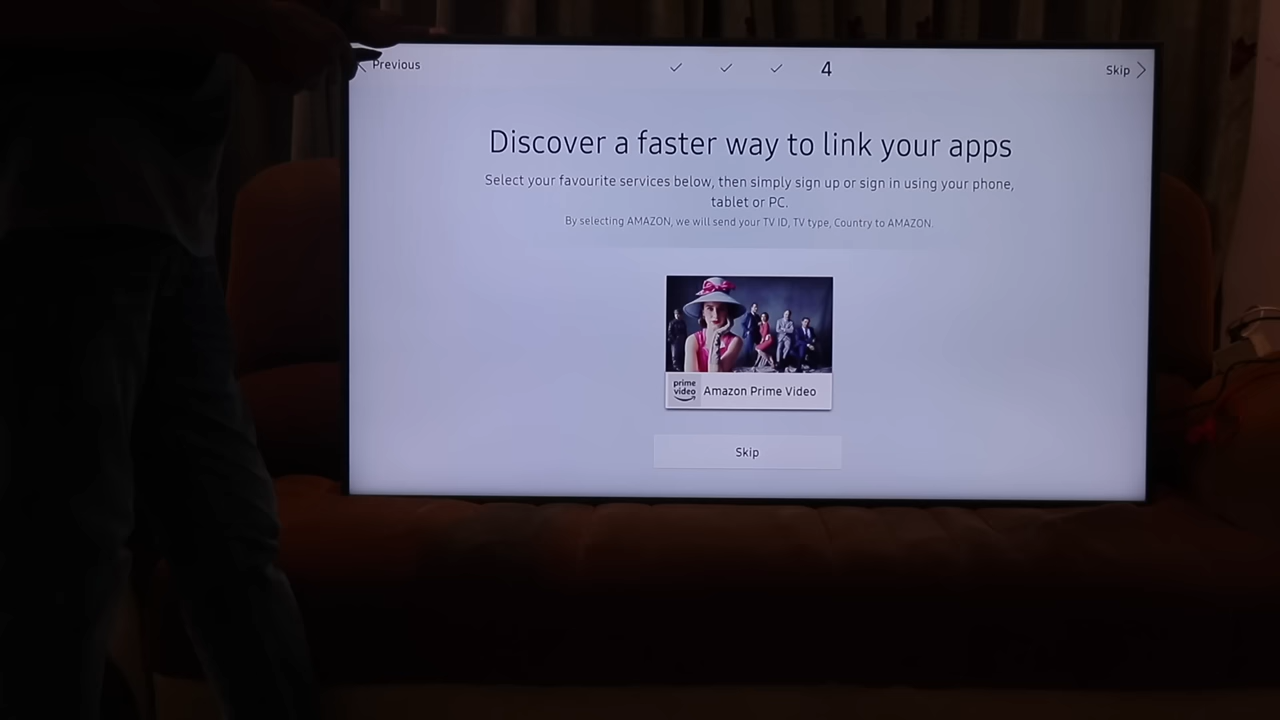 Previous
4
Skip
Discover a faster way to link your apps
Select your favourite services below, then simply sign up or sign in using your phone,
tablet or PC.
By selecting AMAZON, we will send your TV ID, TV type, Country to AMAZON.
prime
video
Amazon Prime Video
Skip